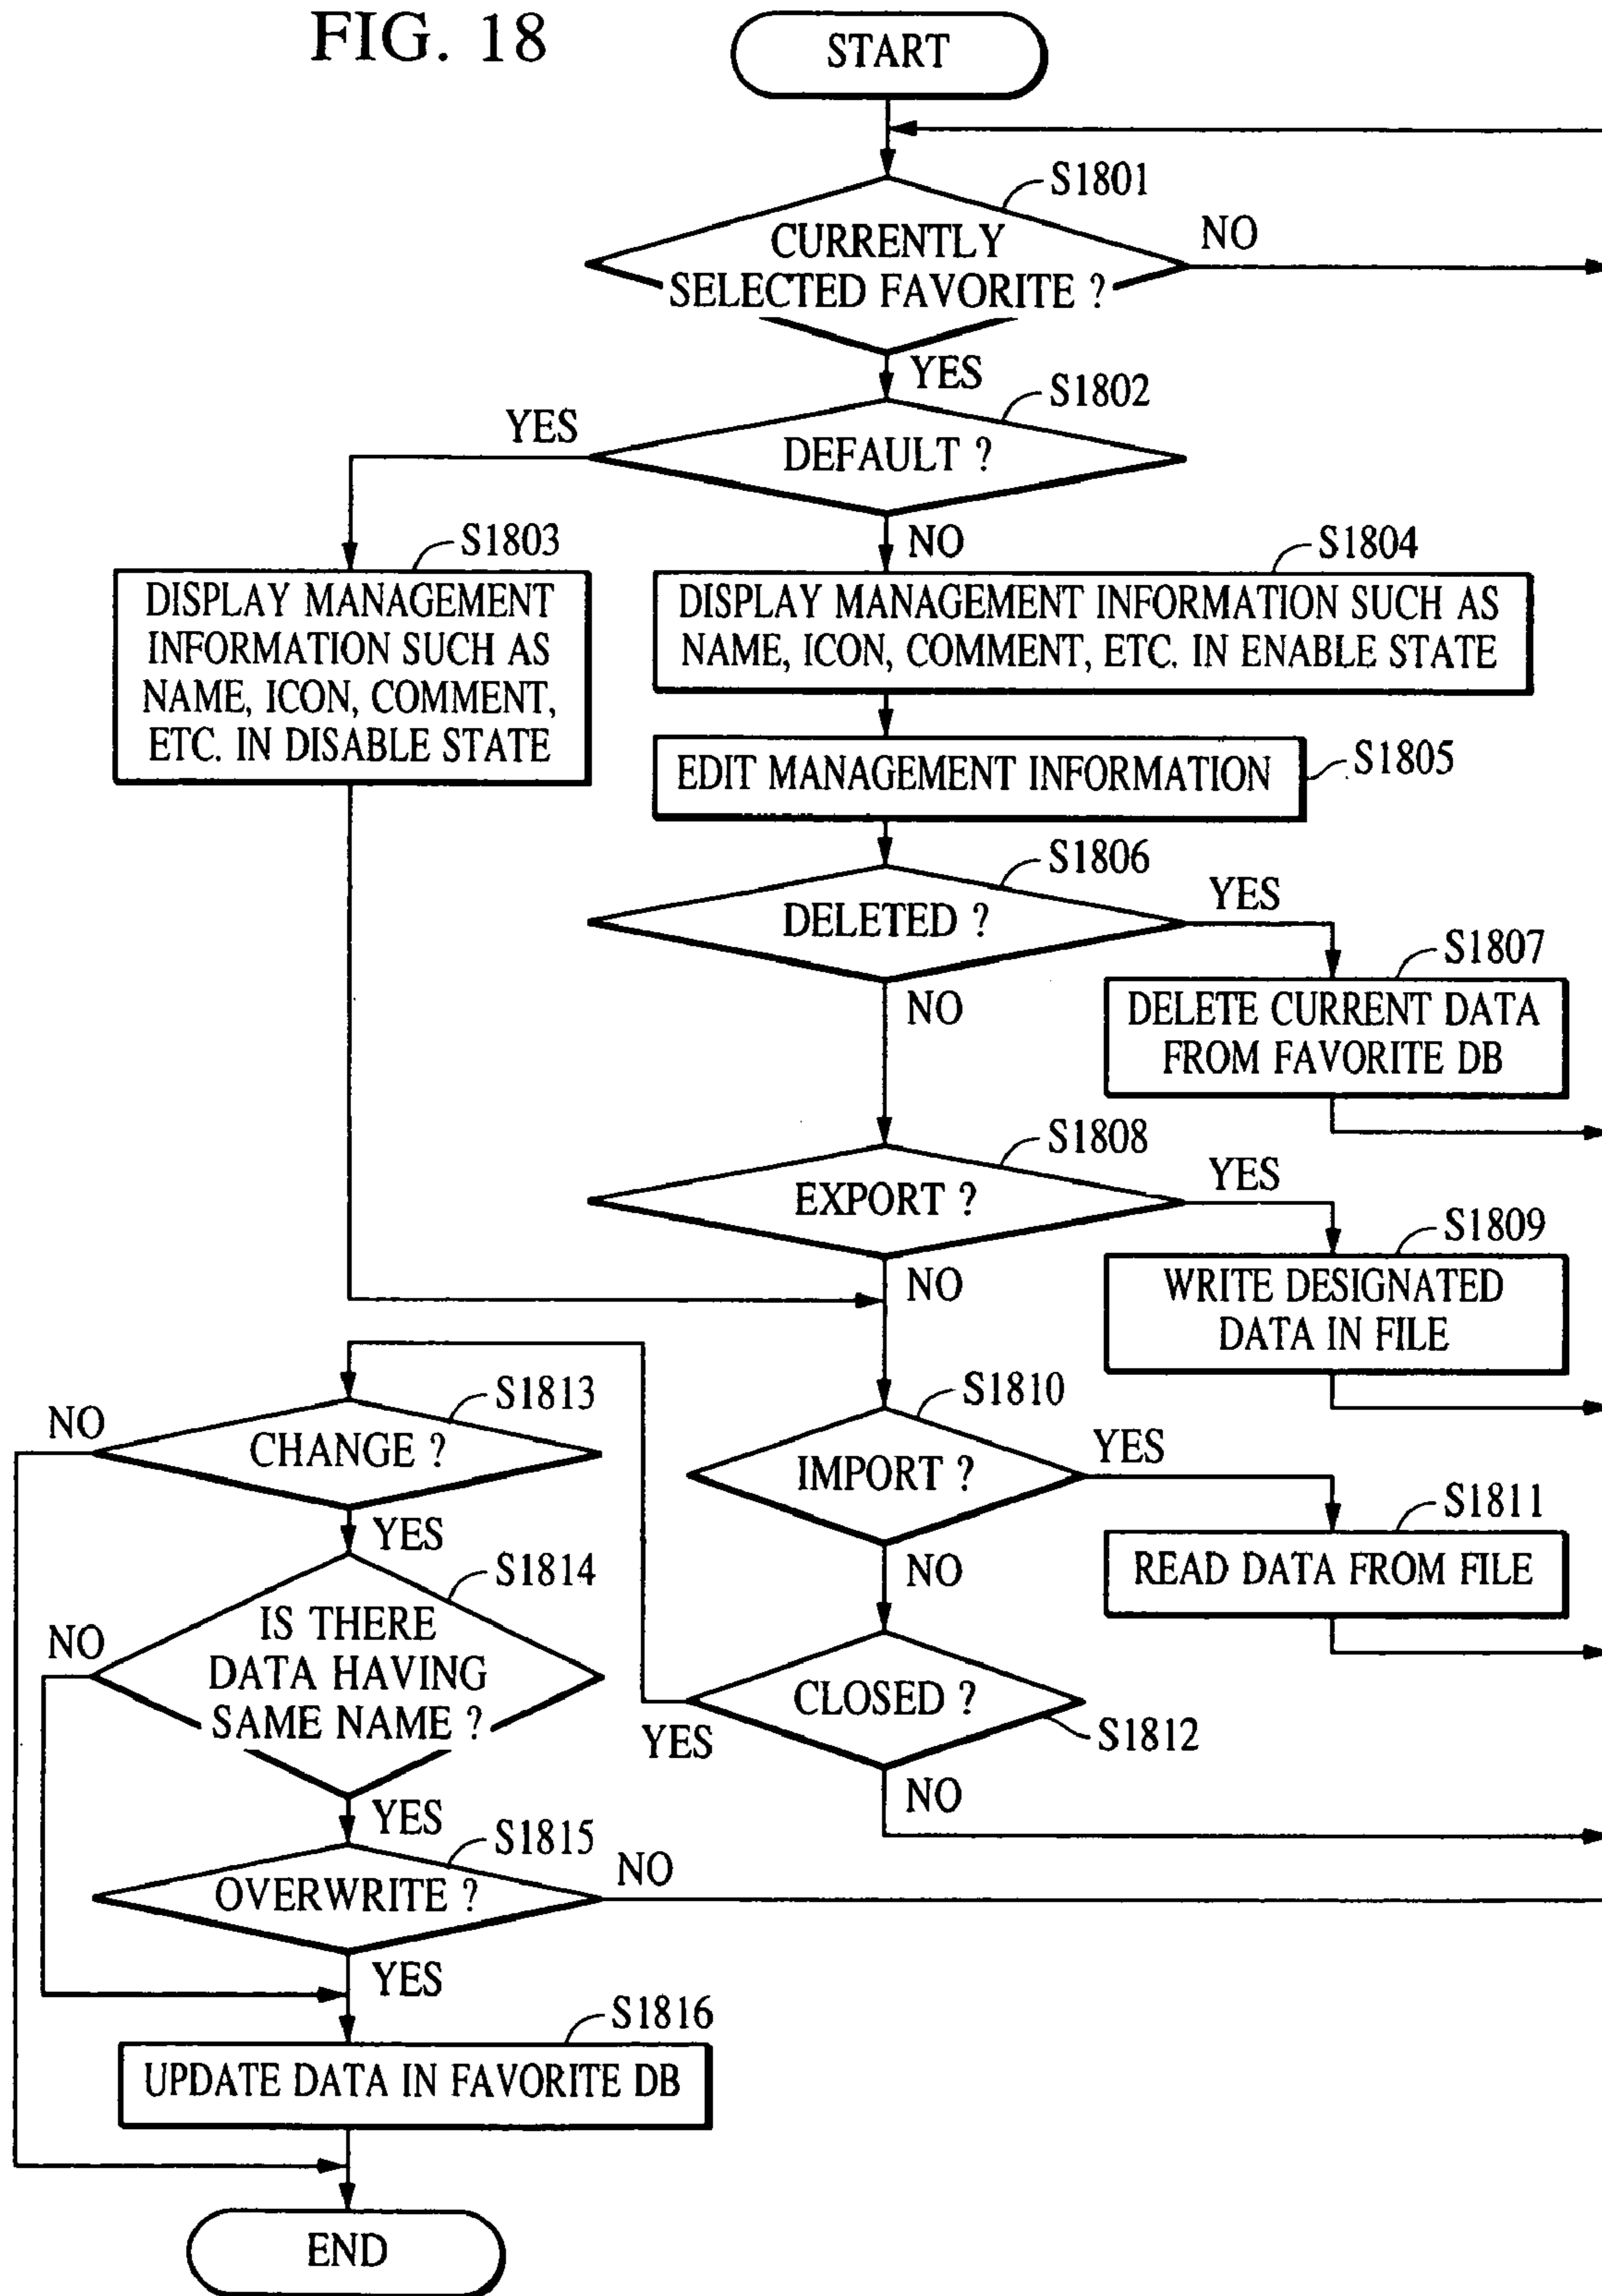 FIG. 18
START
S1801
CURRENTLY
SELECTED FAVORITE ?
NO
YES
S1802
YES
DEFAULT ?
NO
S1803
DISPLAY MANAGEMENT
INFORMATION SUCH AS
NAME, ICON, COMMENT,
ETC. IN DISABLE STATE
S1804
DISPLAY MANAGEMENT INFORMATION SUCH AS
NAME, ICON, COMMENT, ETC. IN ENABLE STATE
EDIT MANAGEMENT INFORMATION
S1805
S1806
DELETED ?
YES
NO
S1807
DELETE CURRENT DATA
FROM FAVORITE DB
S1808
EXPORT ?
YES
NO
S1809
WRITE DESIGNATED
DATA IN FILE
S1810
IMPORT ?
YES
NO
S1811
READ DATA FROM FILE
CLOSED ?
S1812
YES
NO
S1813
NO
CHANGE ?
YES
S1814
NO
IS THERE
DATA HAVING
SAME NAME ?
YES
S1815
OVERWRITE ?
NO
YES
S1816
UPDATE DATA IN FAVORITE DB
END